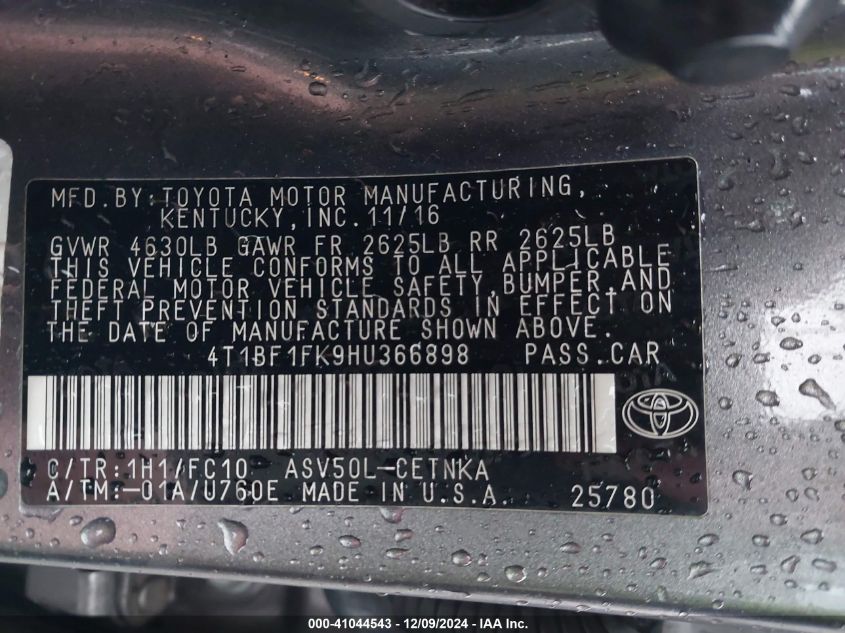 MFD.BY:TOYOTA MOTOR MANUFACTURING,
KENTUCKY,INC.11/16
GVWR 4630LB GAWR FR 2625LB RR 2625LB
THIS VEHICLE CONFORMS TO ALL APPLICABLE
FEDERAL MOTOR VEHICLE SAFETY,BUMPER,AND
THEFT PREVENTION STANDARDS IN EFFECT ON
THE DATE OF MANUFACTURE SHOWN ABOVE.
4T1BF1FK9HU366898 PASS.CAR
C/TR:1H1/FC10 ASV50L-CETNKA
A/TM:-01A/U760E MADE IN U.S.A. 25780
000-41044543 - 12/09/2024 - IAA Inc.